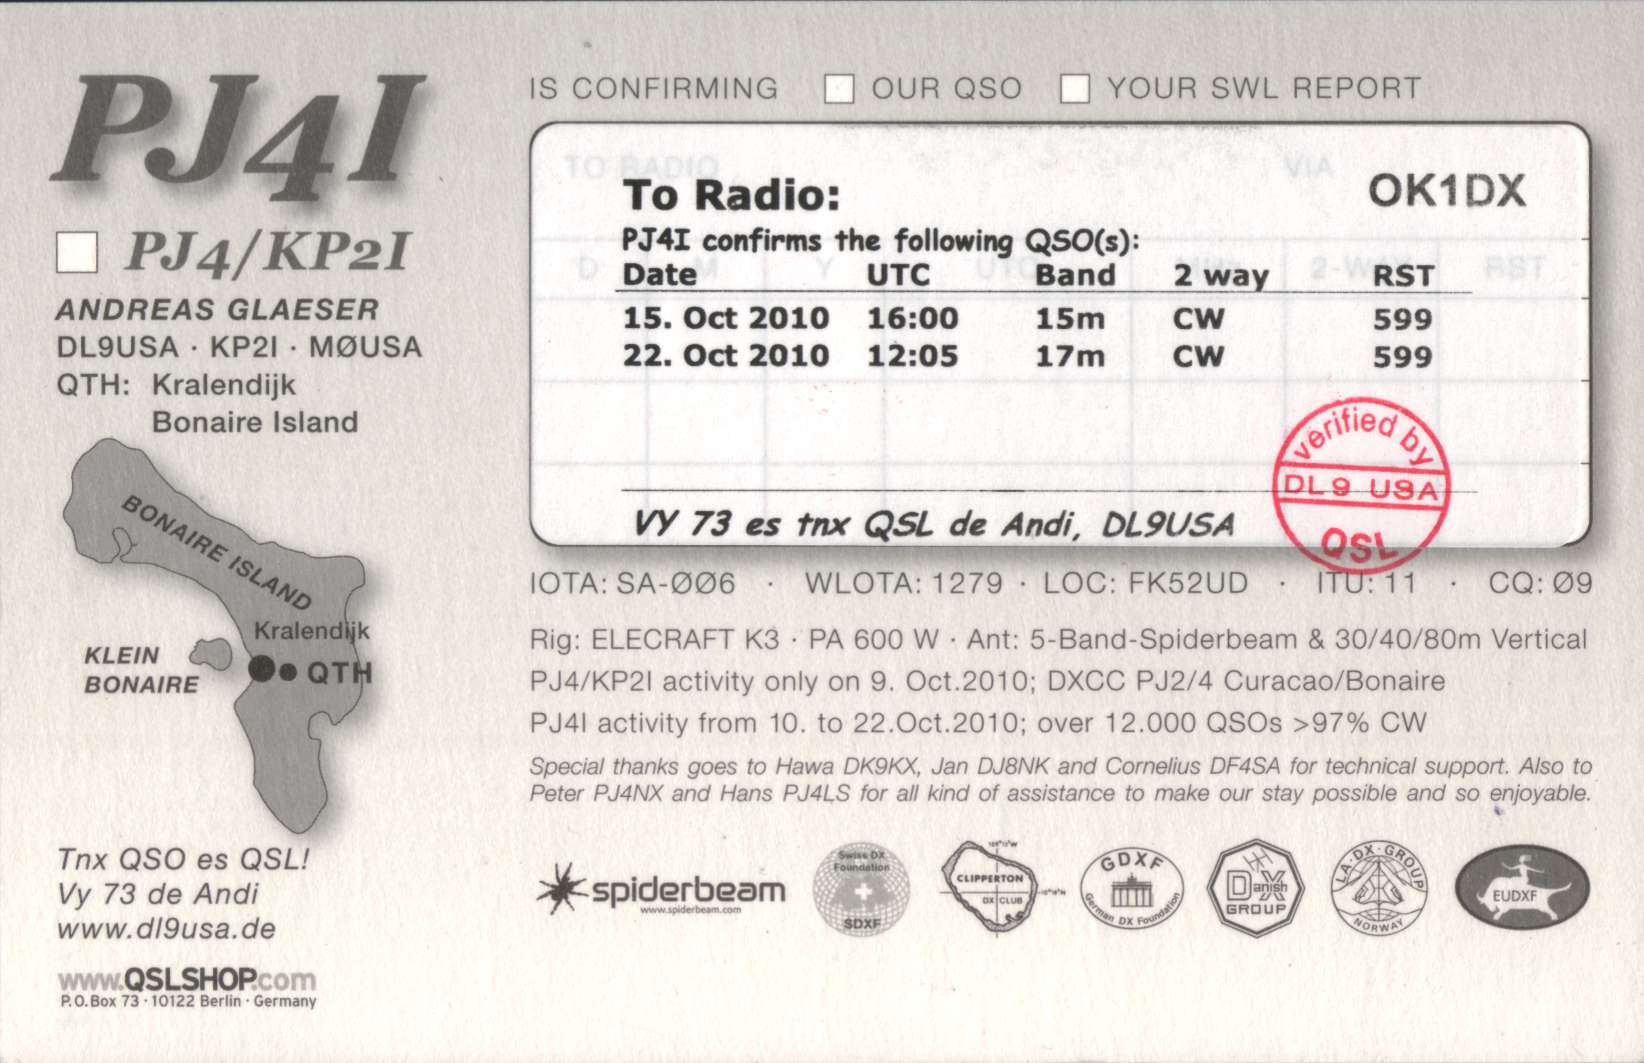 PJ4I
PJ4/KP2I
ANDREAS GLAESER
DL9USA · KP2I · MØUSA
QTH: Kralendijk
Bonaire Island
BONAIRE ISLAND
Kralendijk
KLEIN
BONAIRE
QTH
Tnx QSO es QSL!
Vy 73 de Andi
www.dl9usa.de
www.QSLSHOP.com
P.O.Box 73 · 10122 Berlin · Germany
IS CONFIRMING OUR QSO YOUR SWL REPORT
TO RADIO VIA
To Radio: OK1DX
PJ4I confirms the following QSO(s):
D M Y UTC MHz 2-WAY RST
Date UTC Band 2 way RST
15. Oct 2010 16:00 15m CW 599
22. Oct 2010 12:05 17m CW 599
verified by
DL9 USA
QSL
VY 73 es tnx QSL de Andi, DL9USA
IOTA: SA-ØØ6 · WLOTA: 1279 · LOC: FK52UD · ITU: 11 · CQ: Ø9
Rig: ELECRAFT K3 · PA 600 W · Ant: 5-Band-Spiderbeam & 30/40/80m Vertical
PJ4/KP2I activity only on 9. Oct.2010; DXCC PJ2/4 Curacao/Bonaire
PJ4I activity from 10. to 22.Oct.2010; over 12.000 QSOs >97% CW
Special thanks goes to Hawa DK9KX, Jan DJ8NK and Cornelius DF4SA for technical support. Also to
Peter PJ4NX and Hans PJ4LS for all kind of assistance to make our stay possible and so enjoyable.
spiderbeam
www.spiderbeam.com
Swiss DX
Foundation
SDXF
CLIPPERTON
DX CLUB
GDXF
German DX Foundation
DX
anish
GROUP
LA·DX·GROUP
NORWAY
EUDXF